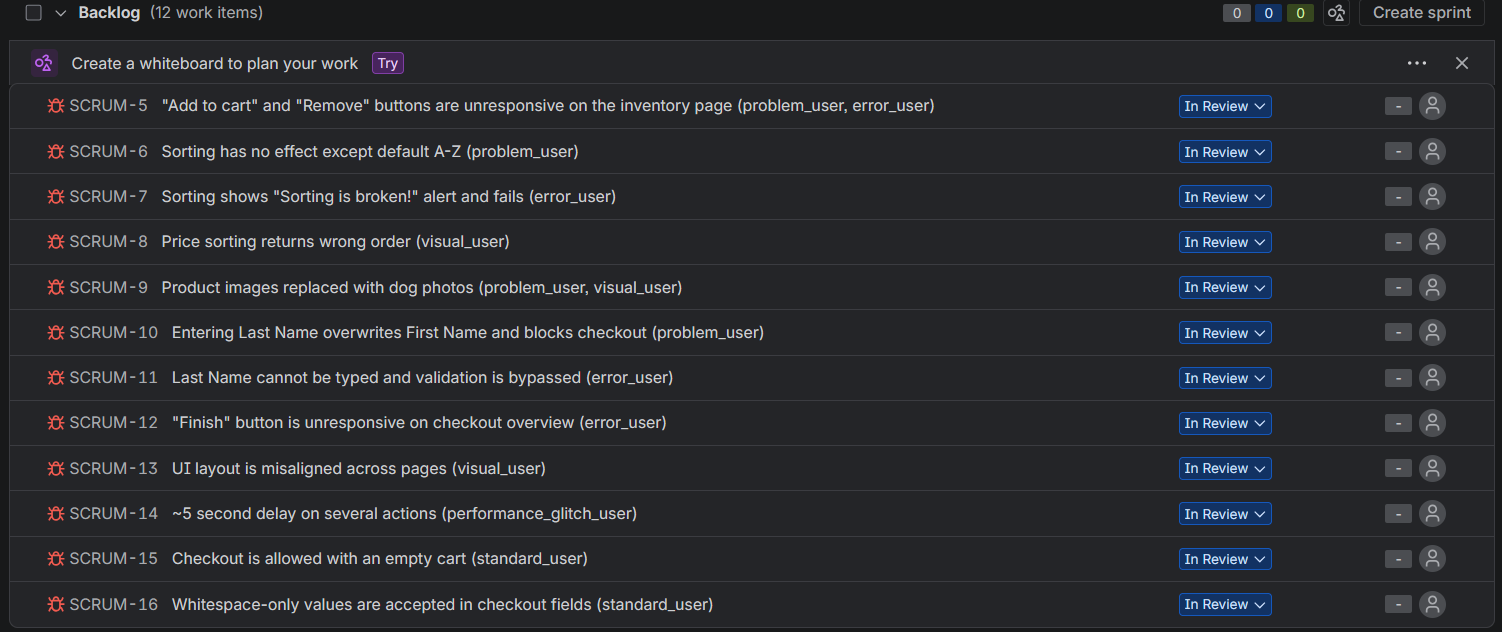 Backlog (12 work items) 0 0 0 Create sprint
Create a whiteboard to plan your work Try
SCRUM-5 "Add to cart" and "Remove" buttons are unresponsive on the inventory page (problem_user, error_user) In Review -
SCRUM-6 Sorting has no effect except default A-Z (problem_user) In Review -
SCRUM-7 Sorting shows "Sorting is broken!" alert and fails (error_user) In Review -
SCRUM-8 Price sorting returns wrong order (visual_user) In Review -
SCRUM-9 Product images replaced with dog photos (problem_user, visual_user) In Review -
SCRUM-10 Entering Last Name overwrites First Name and blocks checkout (problem_user) In Review -
SCRUM-11 Last Name cannot be typed and validation is bypassed (error_user) In Review -
SCRUM-12 "Finish" button is unresponsive on checkout overview (error_user) In Review -
SCRUM-13 UI layout is misaligned across pages (visual_user) In Review -
SCRUM-14 ~5 second delay on several actions (performance_glitch_user) In Review -
SCRUM-15 Checkout is allowed with an empty cart (standard_user) In Review -
SCRUM-16 Whitespace-only values are accepted in checkout fields (standard_user) In Review -